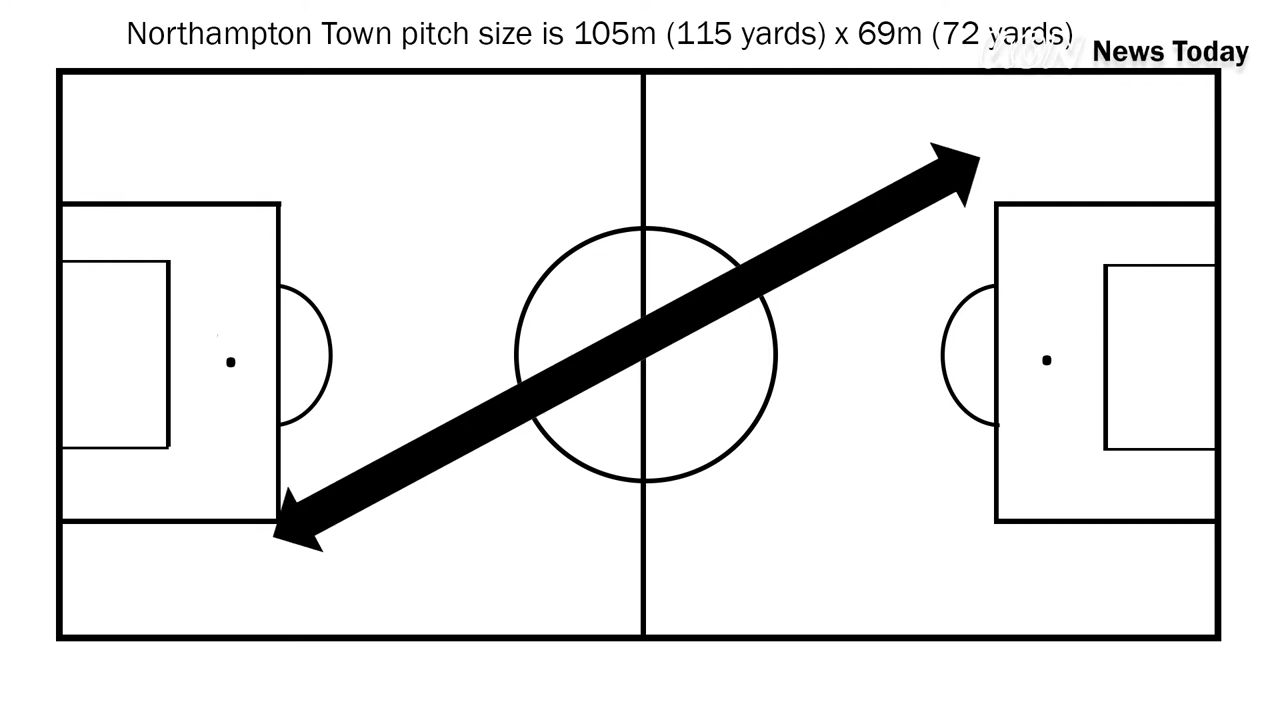 Northampton Town pitch size is 105m (115 yards) x 69m (72 yards)
News Today